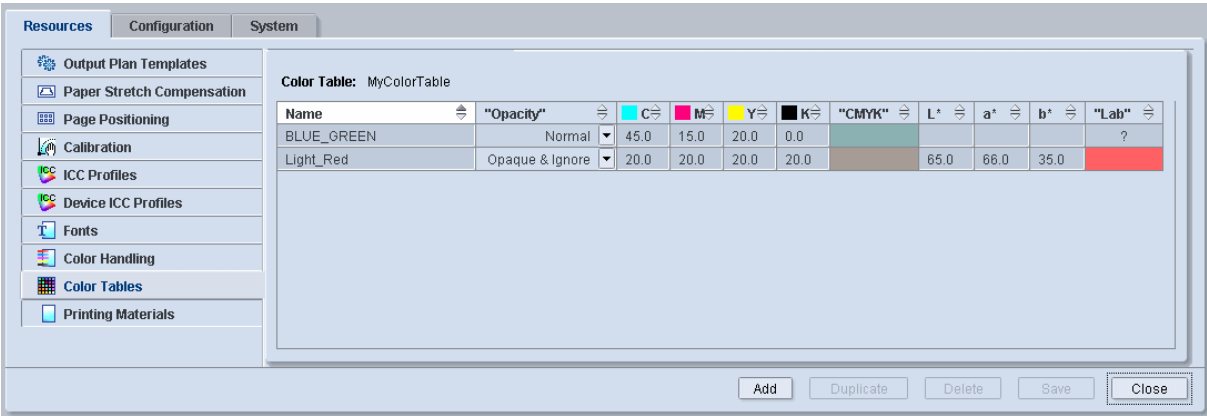 Resources Configuration System
Output Plan Templates
Paper Stretch Compensation
Page Positioning
Calibration
ICC Profiles
Device ICC Profiles
Fonts
Color Handling
Color Tables
Printing Materials
Color Table: MyColorTable
Name "Opacity" C M Y K "CMYK" L* a* b* "Lab"
BLUE_GREEN Normal 45.0 15.0 20.0 0.0 ?
Light_Red Opaque & Ignore 20.0 20.0 20.0 20.0 65.0 66.0 35.0
Add Duplicate Delete Save Close